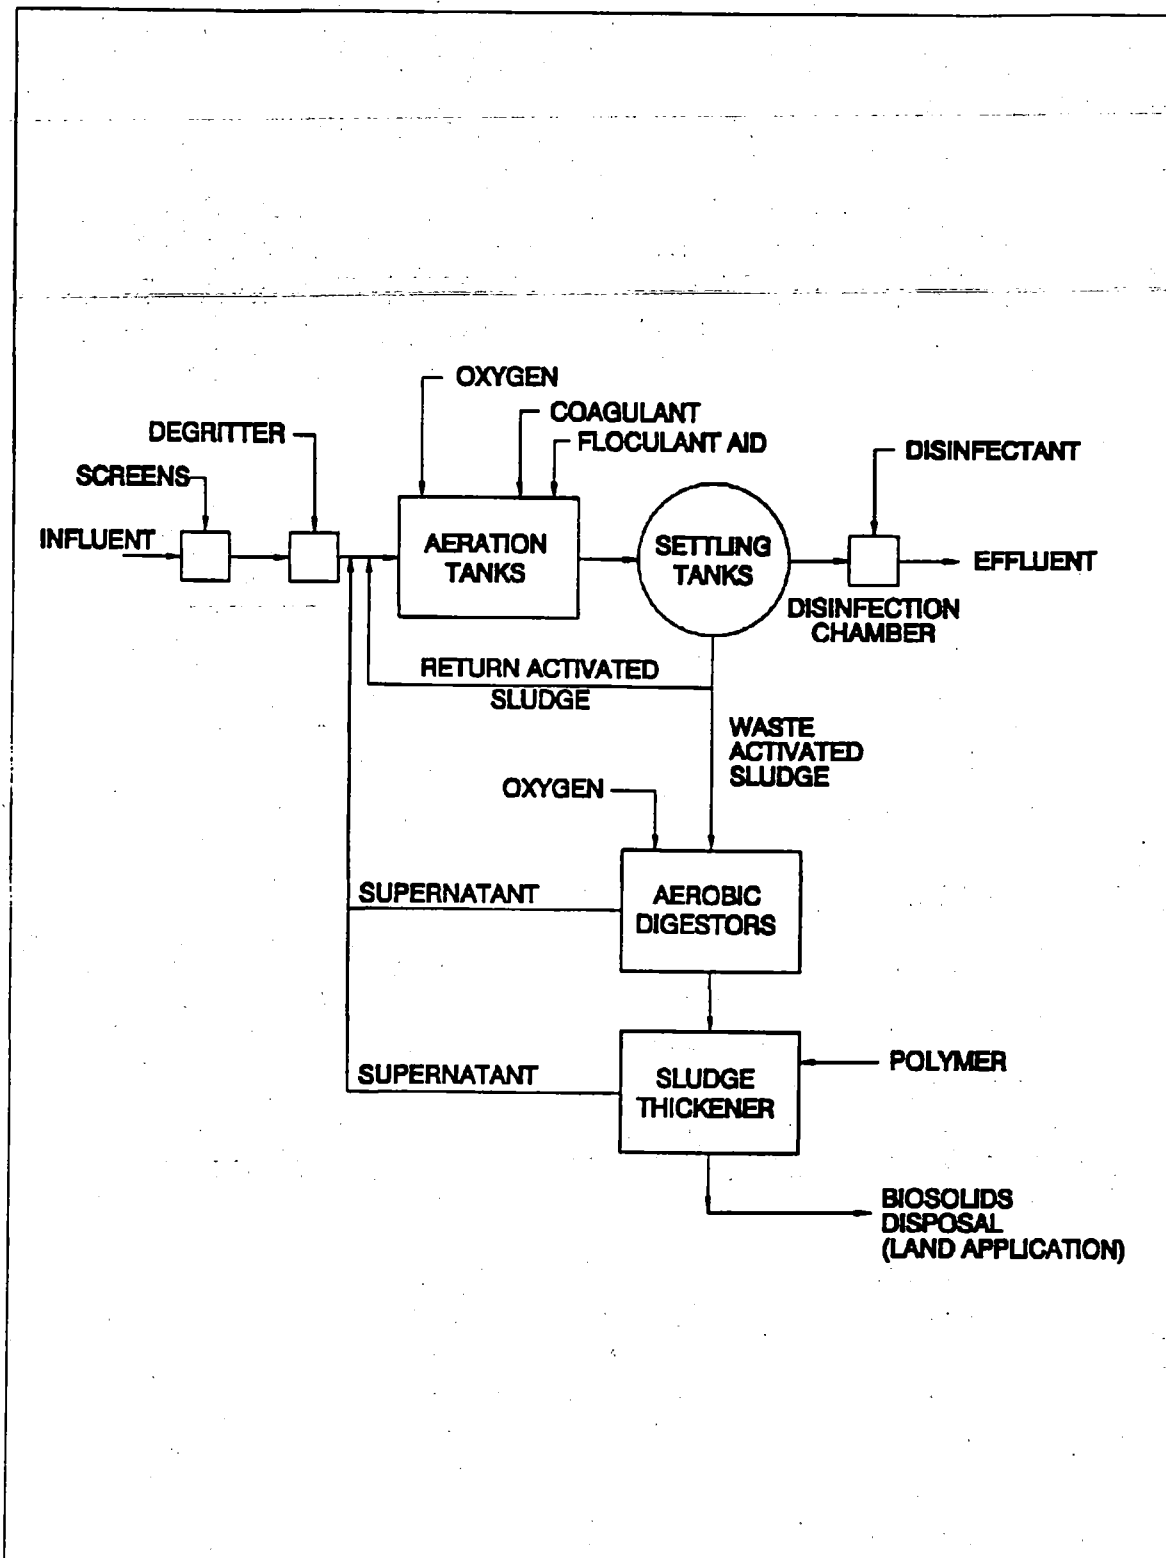 OXYGEN
COAGULANT
FLOCULANT AID
DEGRITTER
DISINFECTANT
SCREENS
INFLUENT
AERATION
TANKS
SETTLING
TANKS
EFFLUENT
DISINFECTION
CHAMBER
RETURN ACTIVATED
SLUDGE
WASTE
ACTIVATED
SLUDGE
OXYGEN
SUPERNATANT
AEROBIC
DIGESTORS
SUPERNATANT
SLUDGE
THICKENER
POLYMER
BIOSOLIDS
DISPOSAL
(LAND APPLICATION)